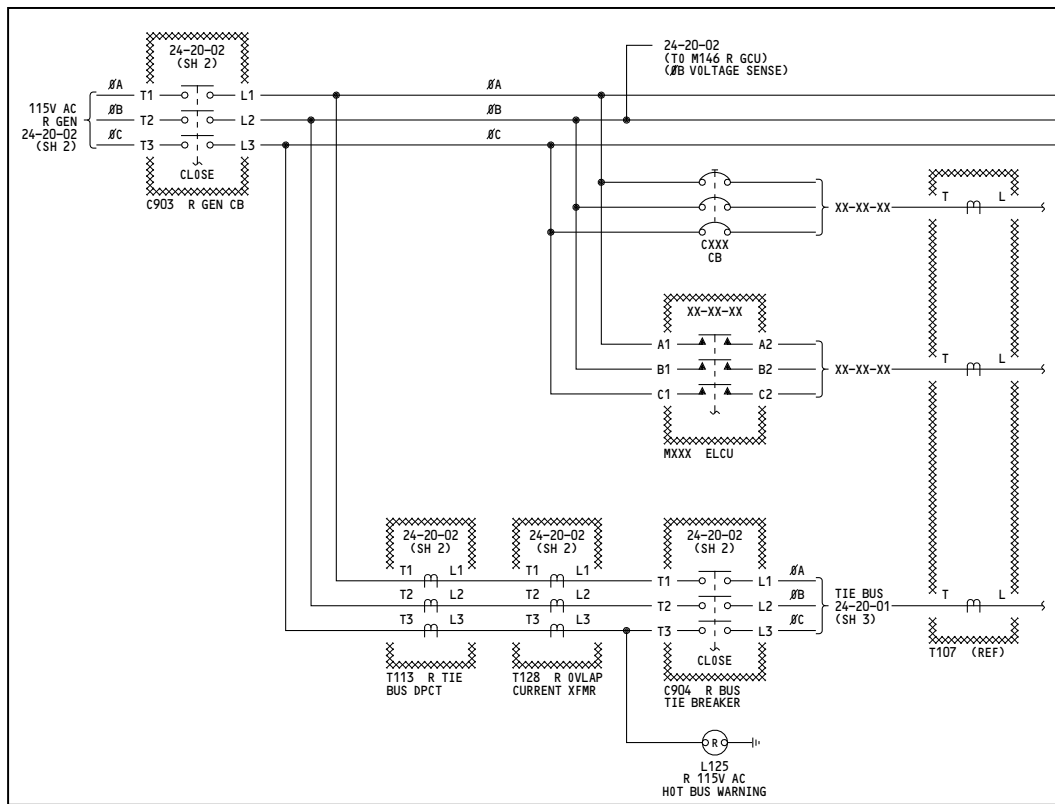 24-20-02
(SH 2)
115V AC
R GEN
24-20-02
(SH 2)
ØA
ØB
ØC
T1
T2
T3
L1
L2
L3
CLOSE
C903 R GEN CB
ØA
ØB
ØC
24-20-02
(TO M146 R GCU)
(ØB VOLTAGE SENSE)
T
CXXX
CB
XX-XX-XX
T L
XX-XX-XX
A1 A2
B1 B2
C1 C2
MXXX ELCU
XX-XX-XX
T L
24-20-02
(SH 2)
T1 L1
T2 L2
T3 L3
T113 R TIE
BUS DPCT
24-20-02
(SH 2)
T1 L1
T2 L2
T3 L3
T128 R OVLAP
CURRENT XFMR
24-20-02
(SH 2)
T1 L1
T2 L2
T3 L3
CLOSE
C904 R BUS
TIE BREAKER
ØA
ØB
ØC
TIE BUS
24-20-01
(SH 3)
T L
T107 (REF)
R
L125
R 115V AC
HOT BUS WARNING